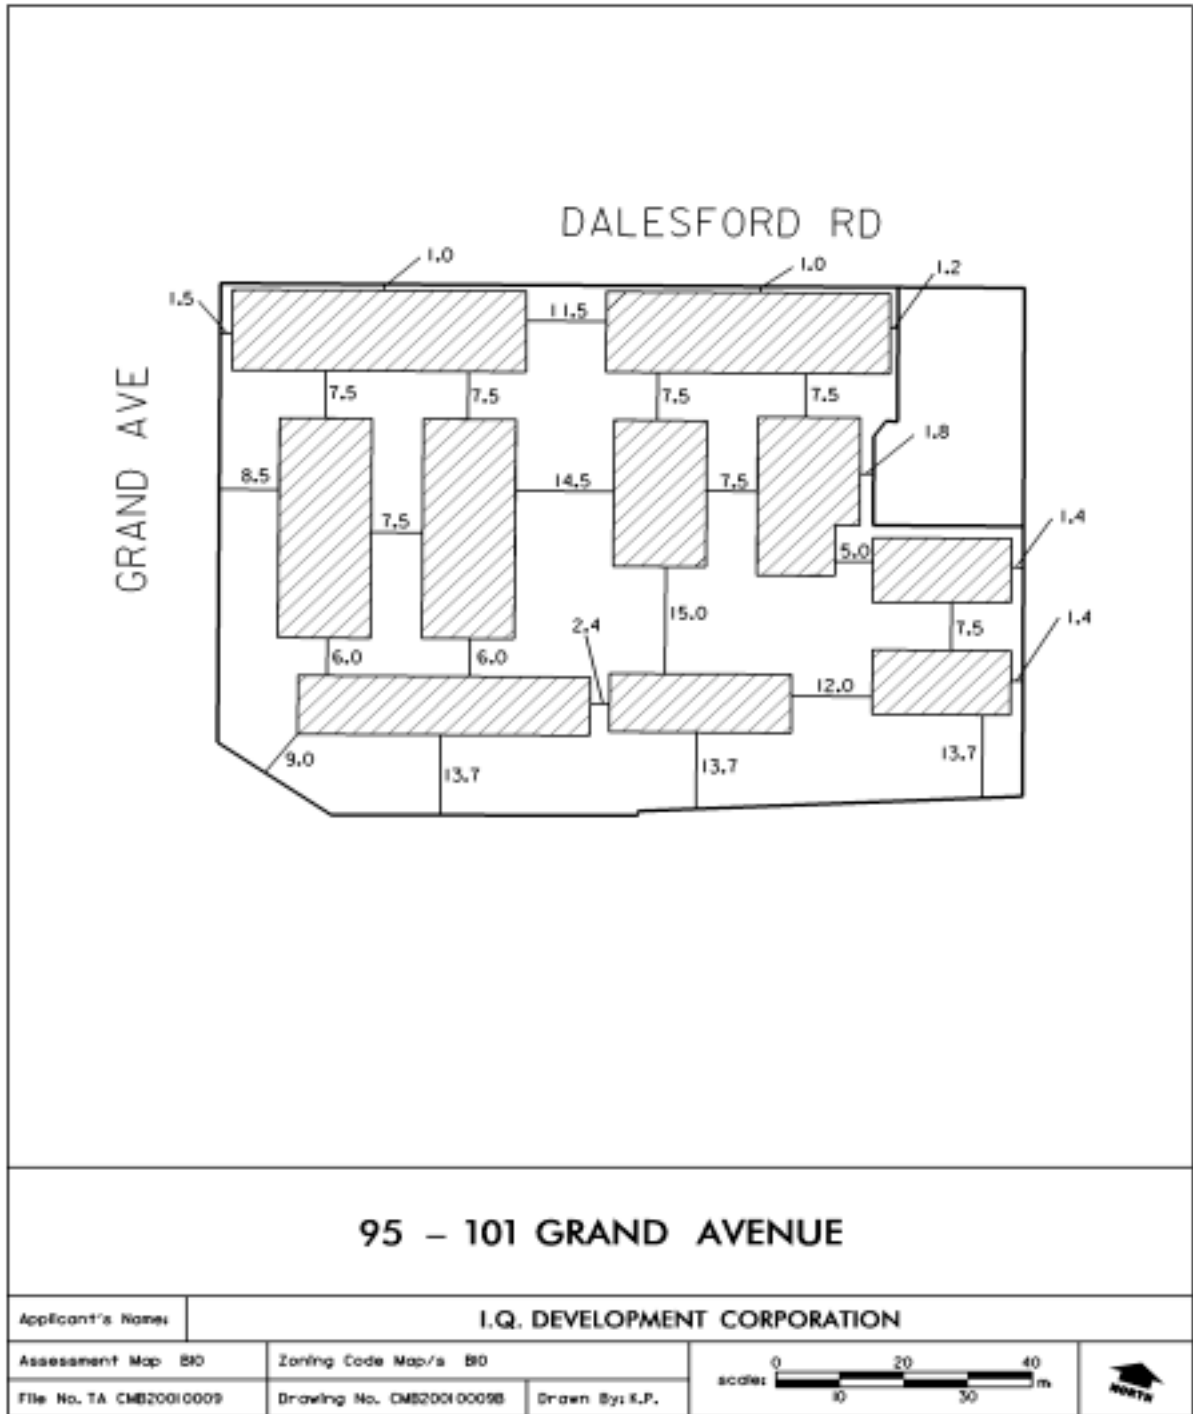 DALESFORD RD
1.0
1.0
1.2
1.5
11.5
GRAND AVE
7.5
7.5
7.5
7.5
1.8
8.5
14.5
7.5
7.5
1.4
5.0
15.0
2.4
7.5
1.4
6.0
6.0
12.0
9.0
13.7
13.7
13.7
95 – 101 GRAND AVENUE
Applicant's Name:
I.Q. DEVELOPMENT CORPORATION
Assessment Map B10
Zoning Code Map/s B10
File No. TA CMB20010009
Drawing No. CMB20010009B
Drawn By: K.P.
0 20 40
scale: m
10 30
NORTH